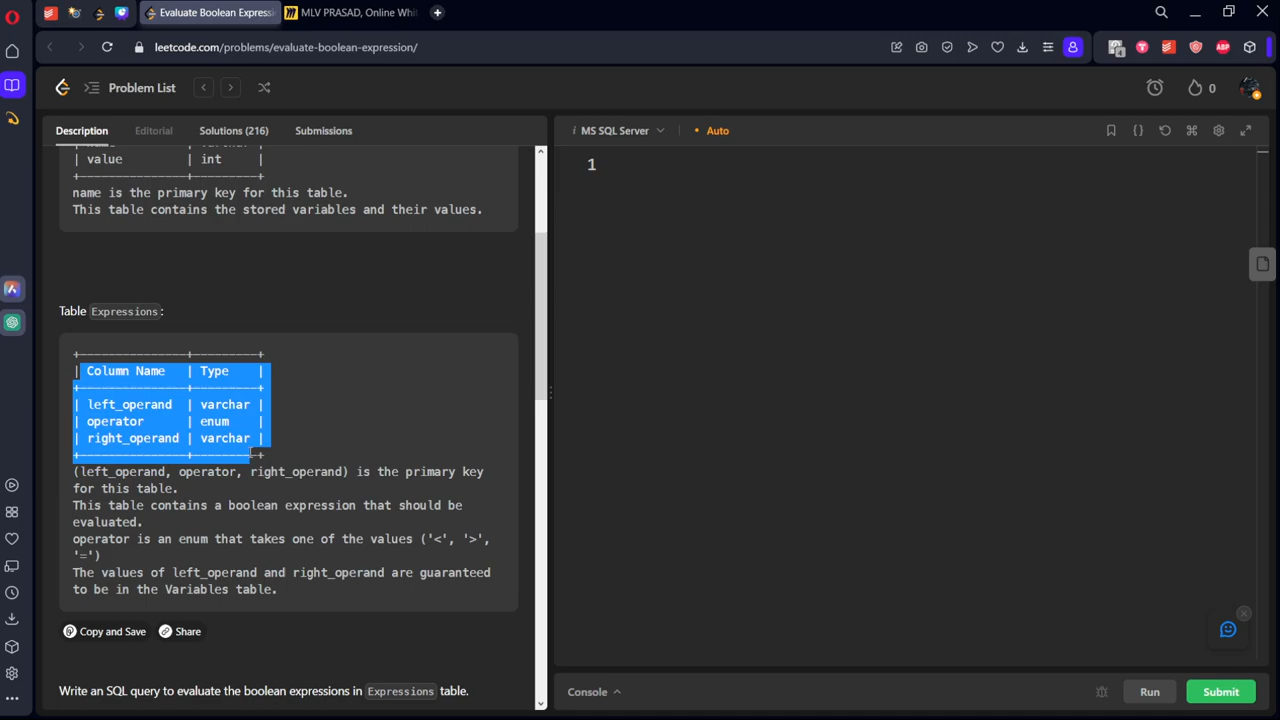 Evaluate Boolean Expressi
MLV PRASAD, Online Whit
leetcode.com/problems/evaluate-boolean-expression/
Problem List
0
Description Editorial Solutions (216) Submissions
MS SQL Server Auto
| value | int |
+---------------+---------+
name is the primary key for this table.
This table contains the stored variables and their values.
Table Expressions:
+---------------+---------+
| Column Name | Type |
+---------------+---------+
| left_operand | varchar |
| operator | enum |
| right_operand | varchar |
+---------------+---------+
(left_operand, operator, right_operand) is the primary key
for this table.
This table contains a boolean expression that should be
evaluated.
operator is an enum that takes one of the values ('<', '>',
'=')
The values of left_operand and right_operand are guaranteed
to be in the Variables table.
Copy and Save Share
Write an SQL query to evaluate the boolean expressions in Expressions table.
1
Console
Run Submit